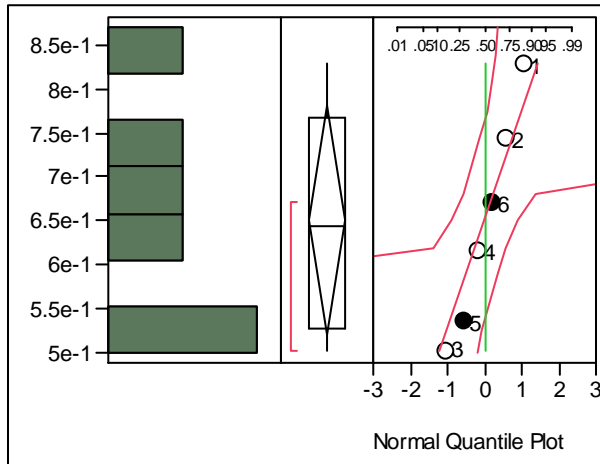 8.5e-1
8e-1
7.5e-1
7e-1
6.5e-1
6e-1
5.5e-1
5e-1
.01 .05 .10 .25 .50 .75 .90 .95 .99
1
2
6
4
5
3
-3 -2 -1 0 1 2 3
Normal Quantile Plot